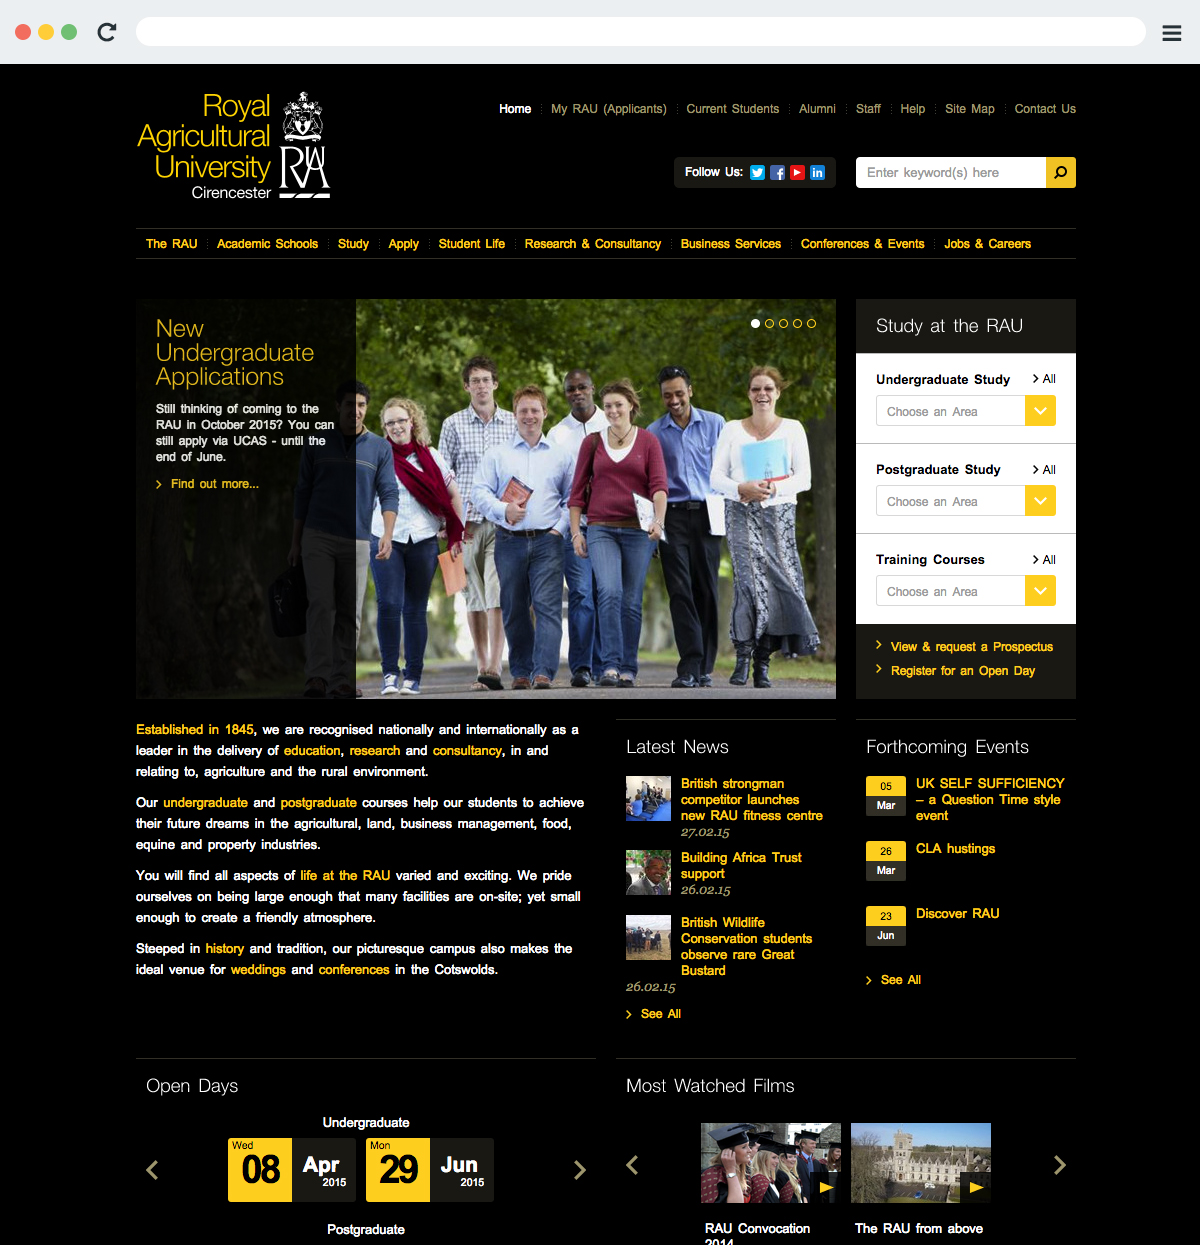 Royal
Agricultural
University
Cirencester
RAU
Home
My RAU (Applicants)
Current Students
Alumni
Staff
Help
Site Map
Contact Us
Follow Us:
Enter keyword(s) here
The RAU
Academic Schools
Study
Apply
Student Life
Research & Consultancy
Business Services
Conferences & Events
Jobs & Careers
New
Undergraduate
Applications
Still thinking of coming to the
RAU in October 2015? You can
still apply via UCAS - until the
end of June.
Find out more...
Study at the RAU
Undergraduate Study
All
Choose an Area
Postgraduate Study
All
Choose an Area
Training Courses
All
Choose an Area
View & request a Prospectus
Register for an Open Day
Established in 1845, we are recognised nationally and internationally as a
leader in the delivery of education, research and consultancy, in and
relating to, agriculture and the rural environment.
Our undergraduate and postgraduate courses help our students to achieve
their future dreams in the agricultural, land, business management, food,
equine and property industries.
You will find all aspects of life at the RAU varied and exciting. We pride
ourselves on being large enough that many facilities are on-site; yet small
enough to create a friendly atmosphere.
Steeped in history and tradition, our picturesque campus also makes the
ideal venue for weddings and conferences in the Cotswolds.
Latest News
British strongman
competitor launches
new RAU fitness centre
27.02.15
Building Africa Trust
support
26.02.15
British Wildlife
Conservation students
observe rare Great
Bustard
26.02.15
See All
Forthcoming Events
05
Mar
UK SELF SUFFICIENCY
– a Question Time style
event
26
Mar
CLA hustings
23
Jun
Discover RAU
See All
Open Days
Undergraduate
Wed
08
Apr
2015
Mon
29
Jun
2015
Postgraduate
Most Watched Films
RAU Convocation
2014
The RAU from above